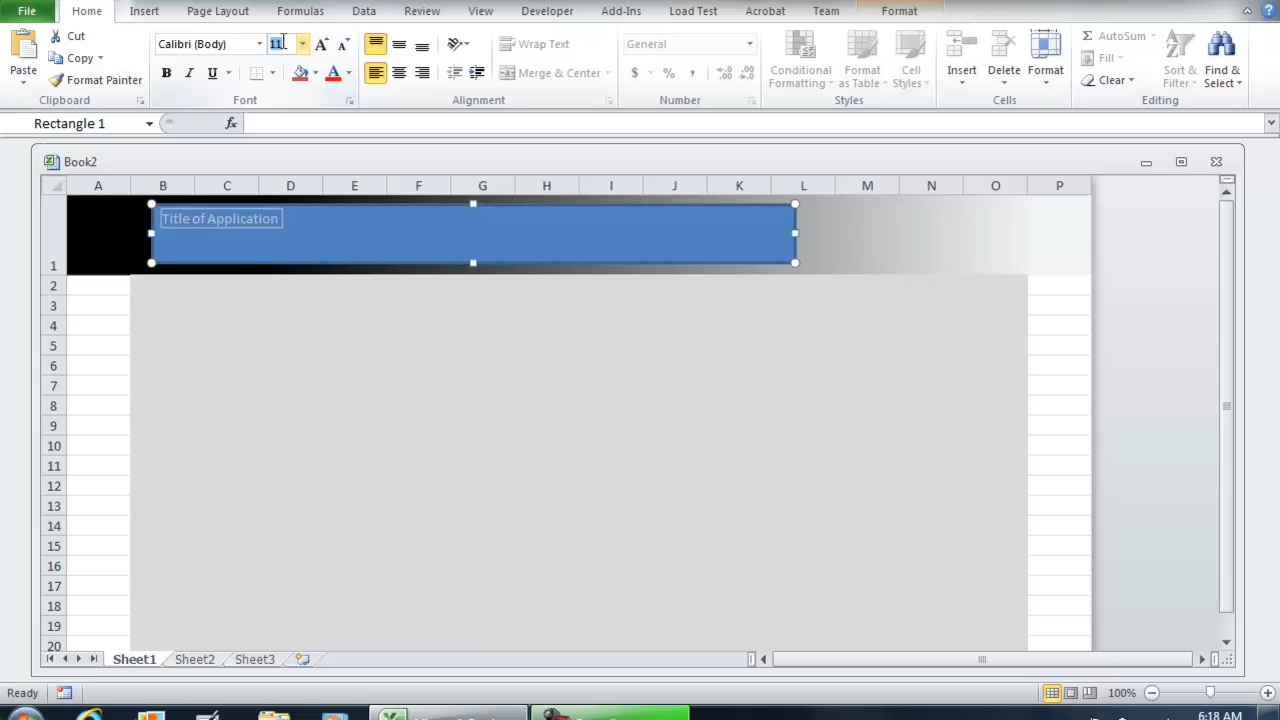 File Home Insert Page Layout Formulas Data Review View Developer Add-Ins Load Test Acrobat Team Format
Paste
Cut
Copy
Format Painter
Clipboard
Calibri (Body) 11
B I U
Font
Wrap Text
Merge & Center
Alignment
General
$ % ,
Number
Conditional Formatting
Format as Table
Cell Styles
Styles
Insert
Delete
Format
Cells
AutoSum
Fill
Clear
Sort & Filter
Find & Select
Editing
Rectangle 1 fx
Book2
A B C D E F G H I J K L M N O P
Title of Application
1
2
3
4
5
6
7
8
9
10
11
12
13
14
15
16
17
18
19
20
Sheet1 Sheet2 Sheet3
Ready 100%
6:18 AM